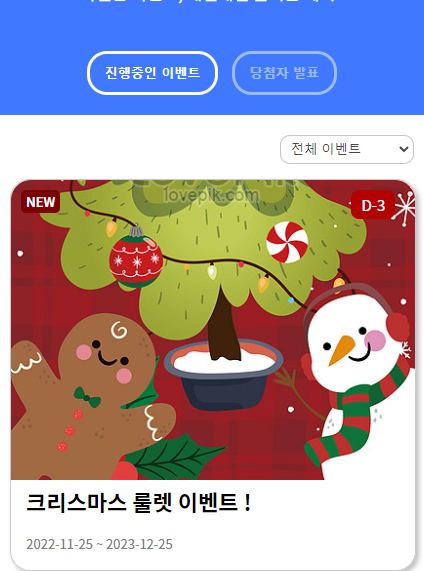 진행중인 이벤트
당첨자 발표
전체 이벤트
NEW
lovepik.com
D-3
크리스마스 룰렛 이벤트 !
2022-11-25 ~ 2023-12-25